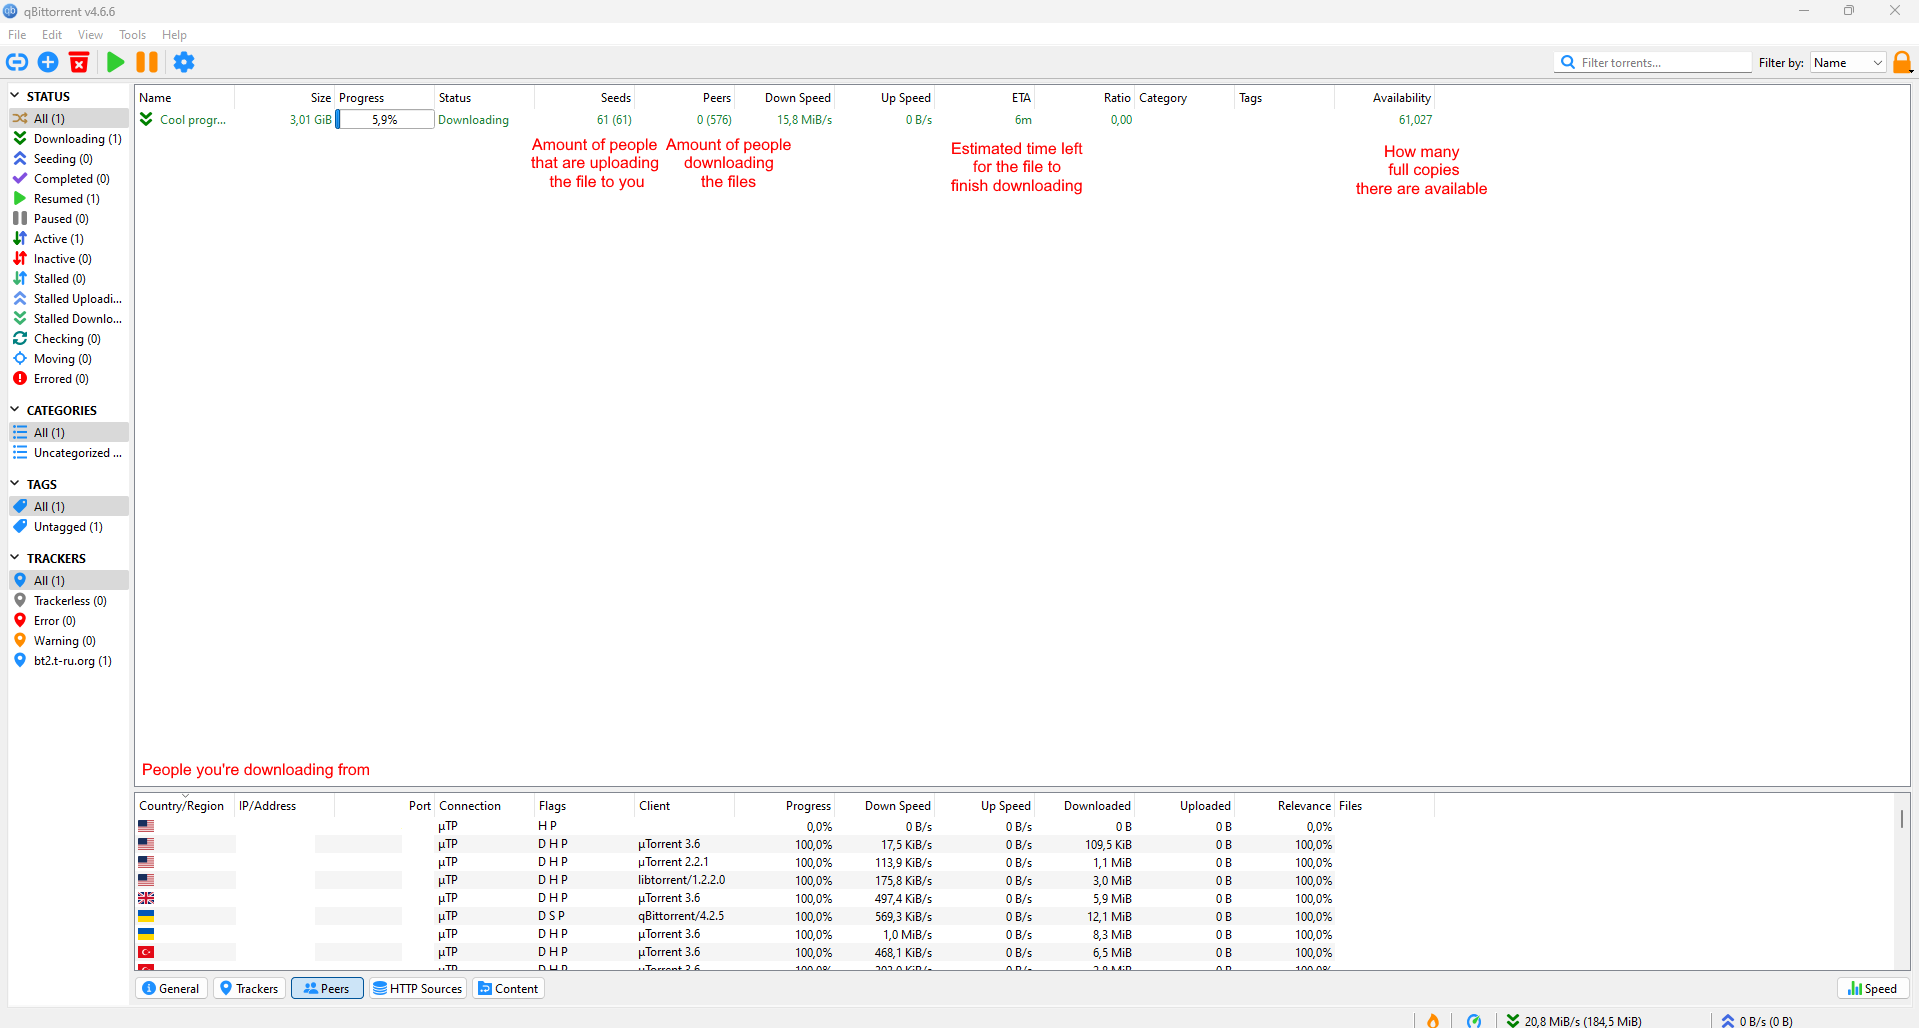 qBittorrent v4.6.6
File Edit View Tools Help
Filter torrents... Filter by: Name
STATUS
All (1)
Downloading (1)
Seeding (0)
Completed (0)
Resumed (1)
Paused (0)
Active (1)
Inactive (0)
Stalled (0)
Stalled Uploadi...
Stalled Downlo...
Checking (0)
Moving (0)
Errored (0)
CATEGORIES
All (1)
Uncategorized ...
TAGS
All (1)
Untagged (1)
TRACKERS
All (1)
Trackerless (0)
Error (0)
Warning (0)
bt2.t-ru.org (1)
Name Size Progress Status Seeds Peers Down Speed Up Speed ETA Ratio Category Tags Availability
Cool progr... 3,01 GiB 5,9% Downloading 61 (61) 0 (576) 15,8 MiB/s 0 B/s 6m 0,00 61,027
Amount of people
that are uploading
the file to you
Amount of people
downloading
the files
Estimated time left
for the file to
finish downloading
How many
full copies
there are available
People you're downloading from
Country/Region IP/Address Port Connection Flags Client Progress Down Speed Up Speed Downloaded Uploaded Relevance Files
µTP H P 0,0% 0 B/s 0 B/s 0 B 0 B 0,0%
µTP D H P µTorrent 3.6 100,0% 17,5 KiB/s 0 B/s 109,5 KiB 0 B 100,0%
µTP D H P µTorrent 2.2.1 100,0% 113,9 KiB/s 0 B/s 1,1 MiB 0 B 100,0%
µTP D H P libtorrent/1.2.2.0 100,0% 175,8 KiB/s 0 B/s 3,0 MiB 0 B 100,0%
µTP D H P µTorrent 3.6 100,0% 497,4 KiB/s 0 B/s 5,9 MiB 0 B 100,0%
µTP D S P qBittorrent/4.2.5 100,0% 569,3 KiB/s 0 B/s 12,1 MiB 0 B 100,0%
µTP D H P µTorrent 3.6 100,0% 1,0 MiB/s 0 B/s 8,3 MiB 0 B 100,0%
µTP D H P µTorrent 3.6 100,0% 468,1 KiB/s 0 B/s 6,5 MiB 0 B 100,0%
General Trackers Peers HTTP Sources Content Speed
20,8 MiB/s (184,5 MiB) 0 B/s (0 B)